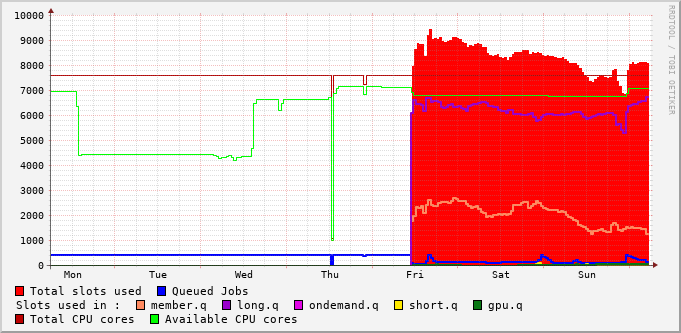 10000
9000
8000
7000
6000
5000
4000
3000
2000
1000
0
Mon Tue Wed Thu Fri Sat Sun
RRDTOOL / TOBI OETIKER
Total slots used Queued Jobs
Slots used in : member.q long.q ondemand.q short.q gpu.q
Total CPU cores Available CPU cores